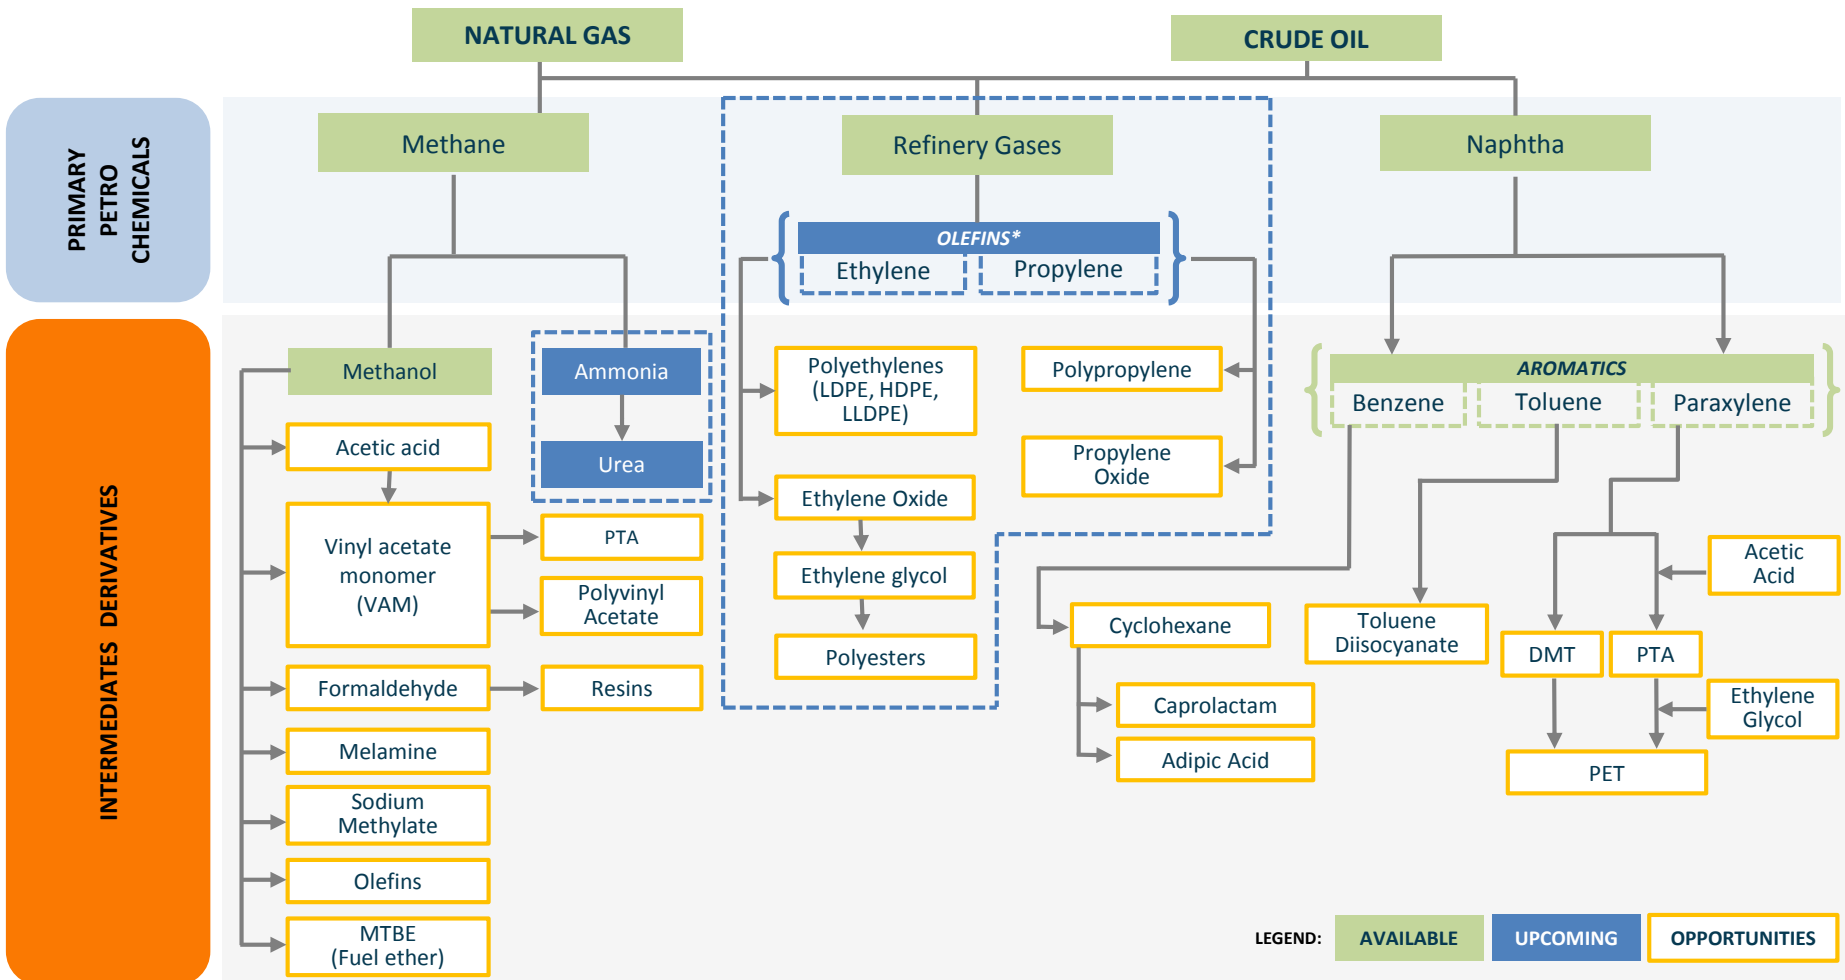 NATURAL GAS
CRUDE OIL
PRIMARY
PETRO
CHEMICALS
Methane
Refinery Gases
Naphtha
OLEFINS*
Ethylene
Propylene
INTERMEDIATES DERIVATIVES
Methanol
Ammonia
Urea
Acetic acid
Vinyl acetate
monomer
(VAM)
PTA
Polyvinyl
Acetate
Formaldehyde
Resins
Melamine
Sodium
Methylate
Olefins
MTBE
(Fuel ether)
Polyethylenes
(LDPE, HDPE,
LLDPE)
Ethylene Oxide
Ethylene glycol
Polyesters
Polypropylene
Propylene
Oxide
AROMATICS
Benzene
Toluene
Paraxylene
Cyclohexane
Caprolactam
Adipic Acid
Toluene
Diisocyanate
DMT
PTA
Acetic
Acid
Ethylene
Glycol
PET
LEGEND:
AVAILABLE
UPCOMING
OPPORTUNITIES